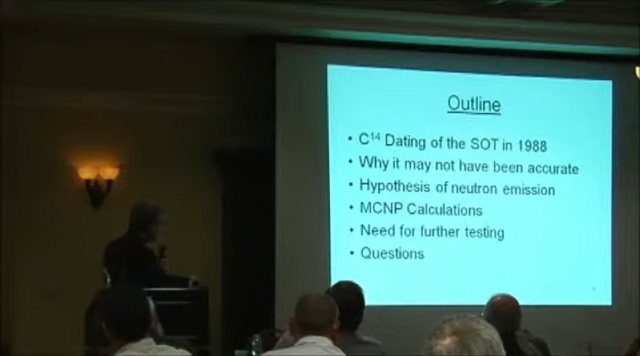 Outline
• C14 Dating of the SOT in 1988
• Why it may not have been accurate
• Hypothesis of neutron emission
• MCNP Calculations
• Need for further testing
• Questions